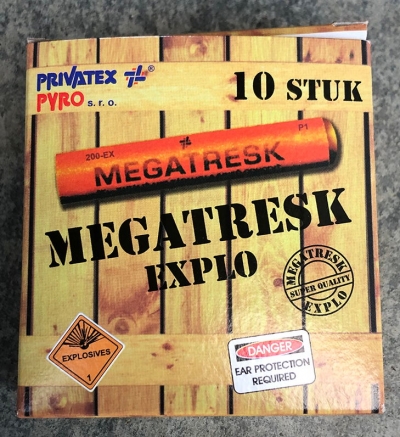 PRIVATEX
PYRO s. r. o.
10 STUK
200-EX
P1
MEGATRESK
MEGATRESK
EXPLO
MEGATRESK
SUPER QUALITY
EXPLO
EXPLOSIVES
1
DANGER
EAR PROTECTION
REQUIRED